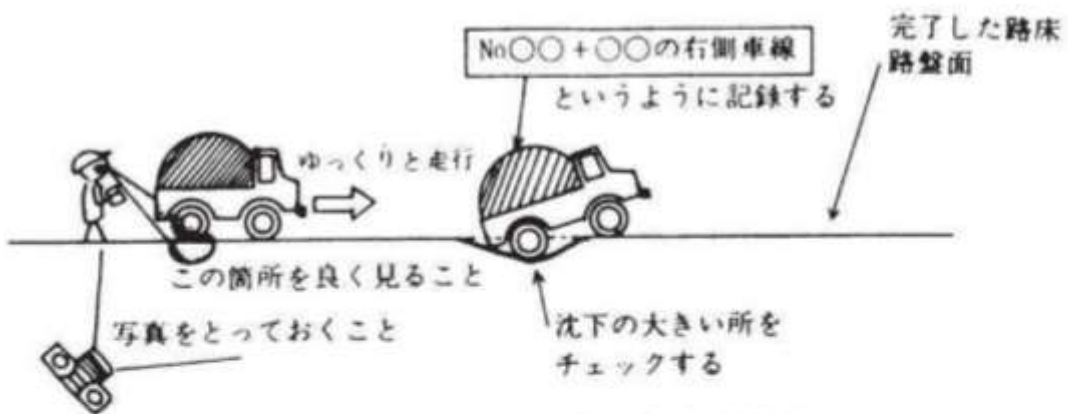 No○○+○○の右側車線
というように記録する
完了した路床
路盤面
ゆっくりと走行
この箇所を良く見ること
写真をとっておくこと
沈下の大きい所を
チェックする